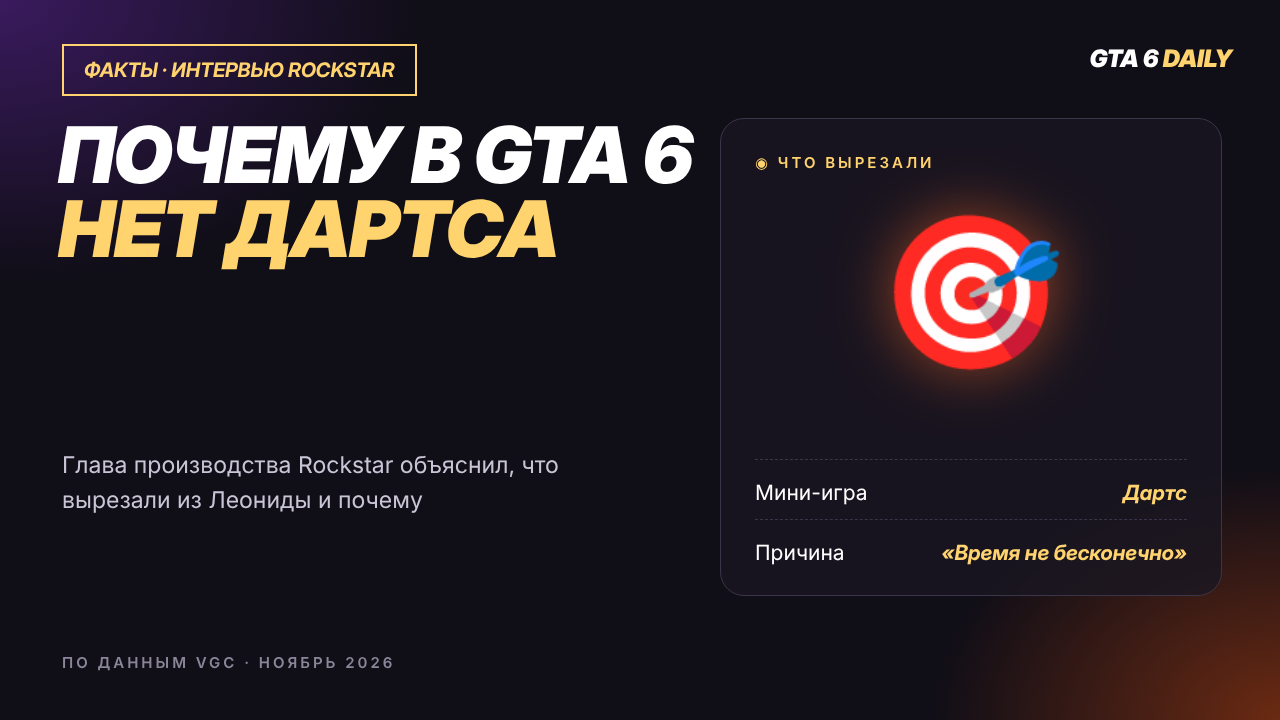 ФАКТЫ · ИНТЕРВЬЮ ROCKSTAR
GTA 6 DAILY
ПОЧЕМУ В GTA 6
НЕТ ДАРТСА
Глава производства Rockstar объяснил, что
вырезали из Леониды и почему
◉ ЧТО ВЫРЕЗАЛИ
Мини-игра Дартс
Причина «Время не бесконечно»
ПО ДАННЫМ VGC · НОЯБРЬ 2026